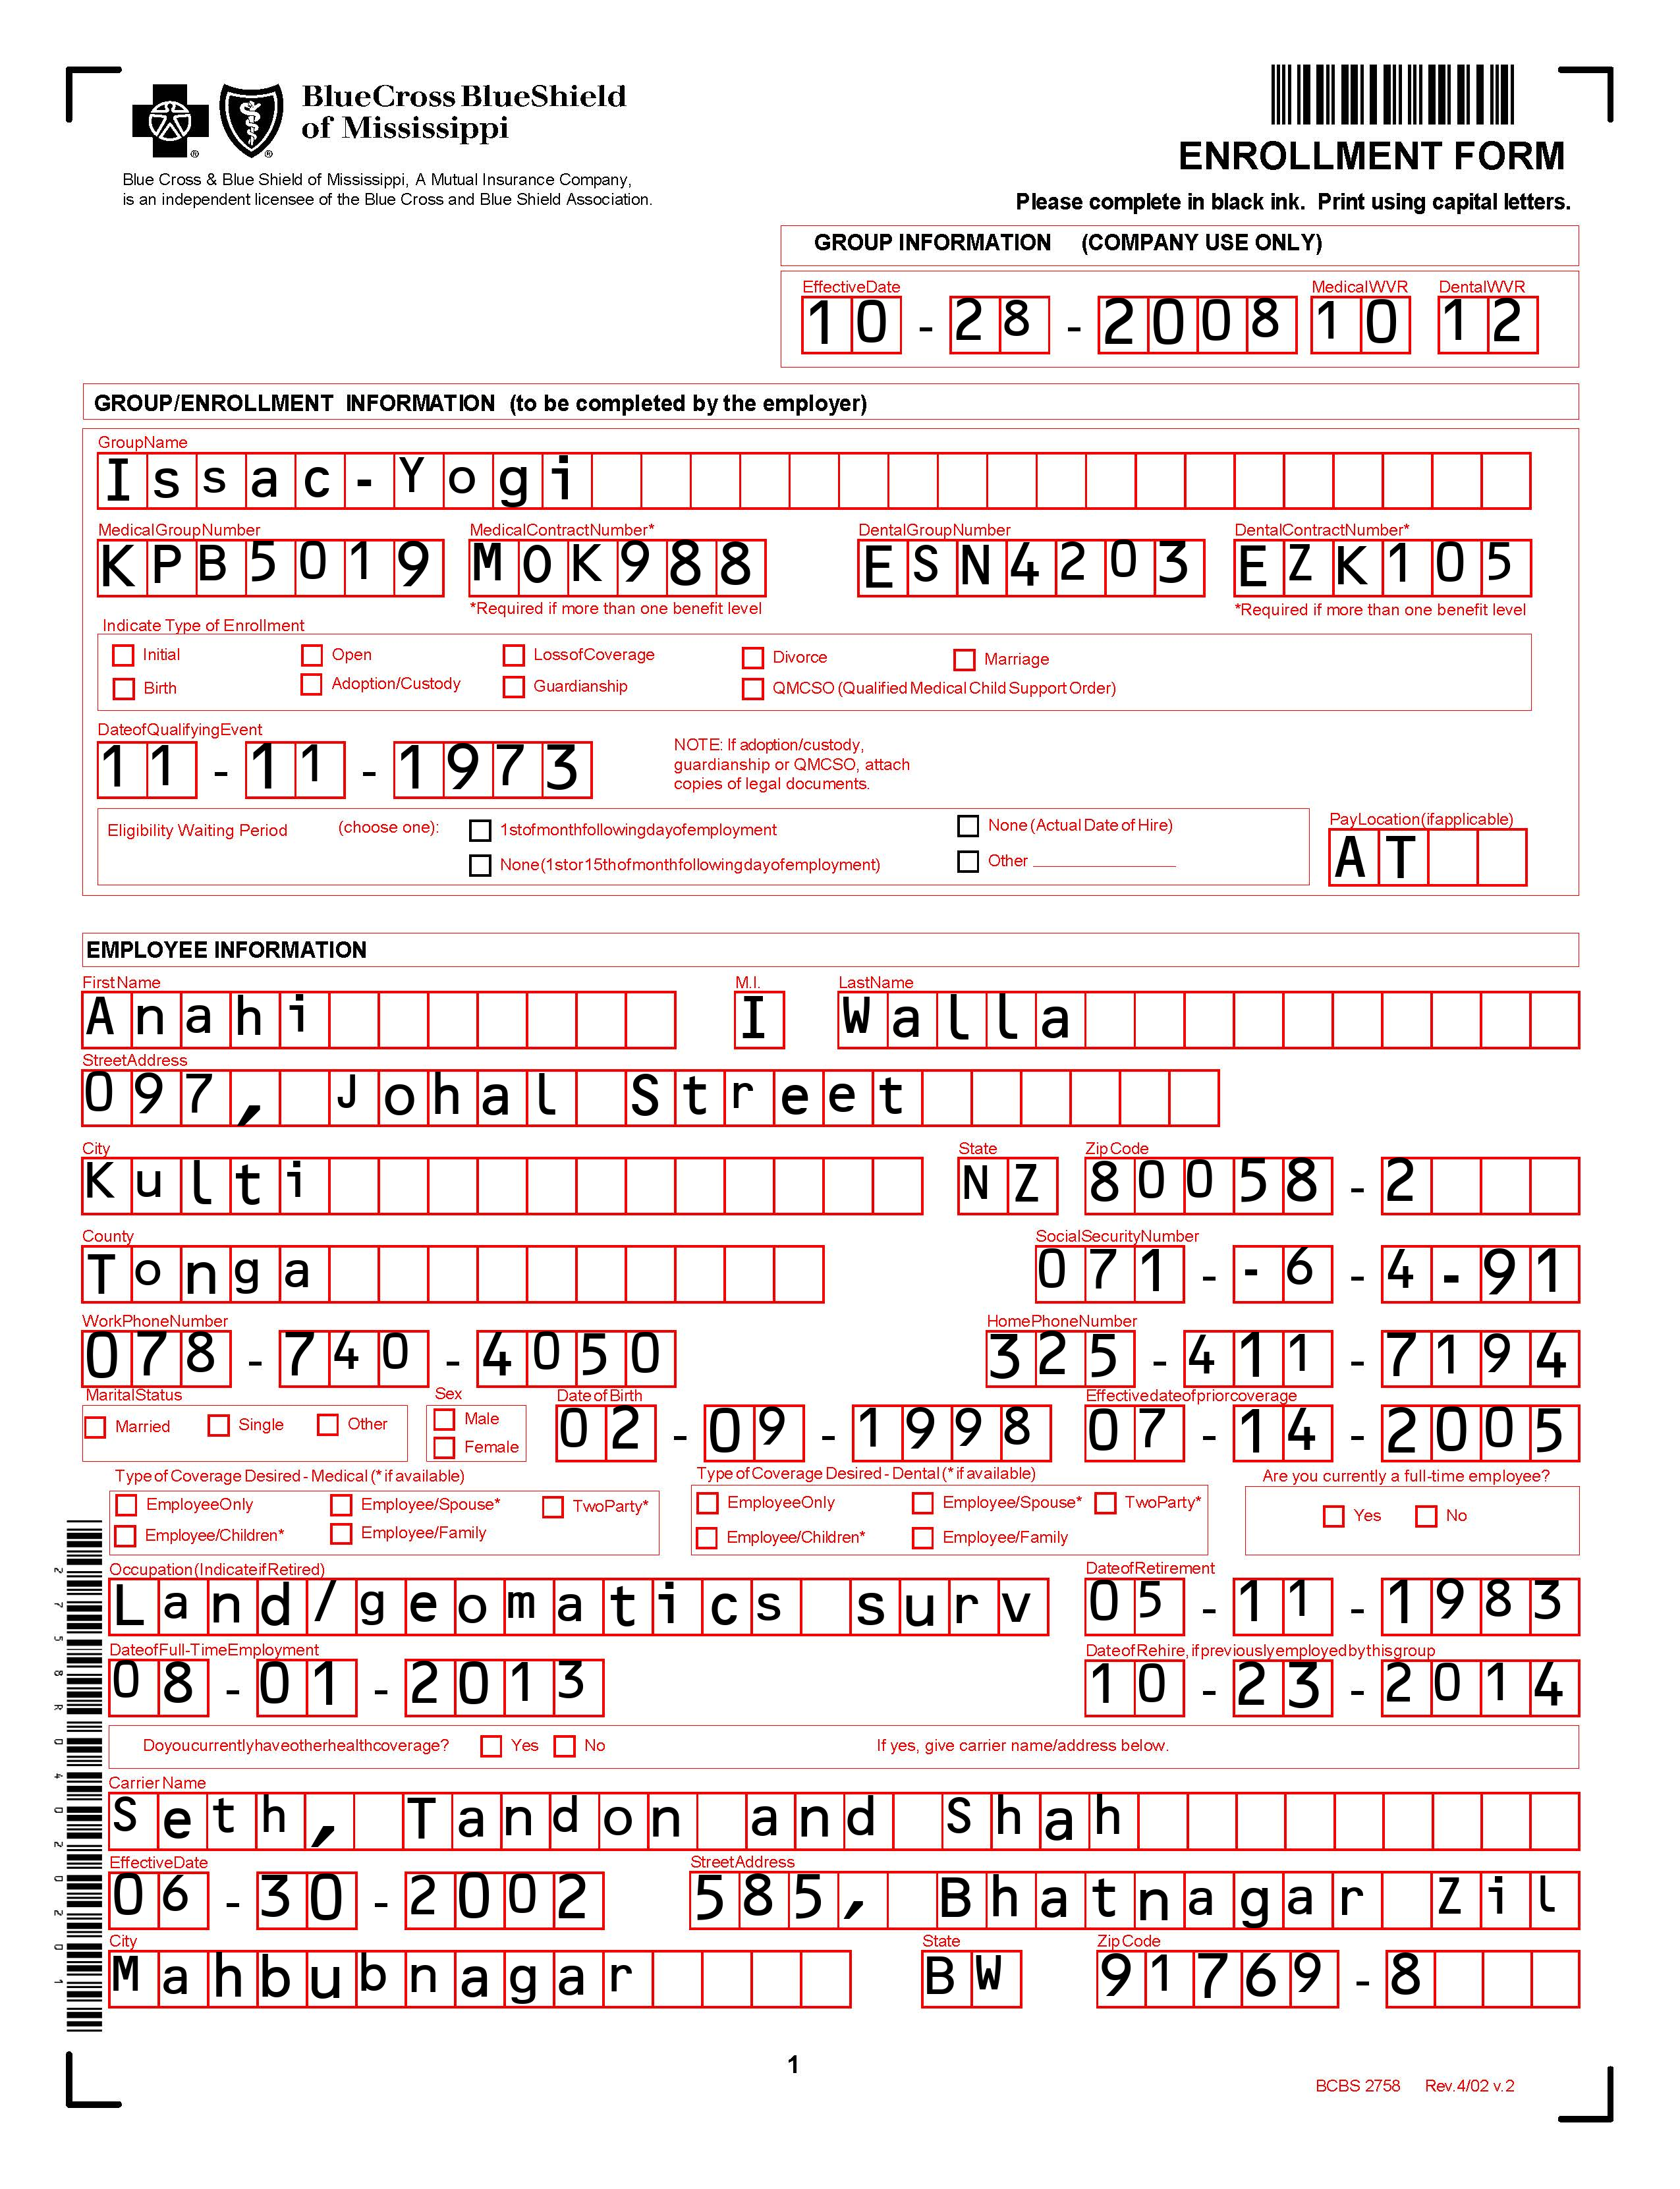 BlueCross BlueShield
of Mississippi
Blue Cross & Blue Shield of Mississippi, A Mutual Insurance Company,
is an independent licensee of the Blue Cross and Blue Shield Association.
ENROLLMENT FORM
Please complete in black ink. Print using capital letters.
GROUP INFORMATION (COMPANY USE ONLY)
EffectiveDate MedicalWVR DentalWVR
10-28-2008 10 12
GROUP/ENROLLMENT INFORMATION (to be completed by the employer)
GroupName
Issac-Yogi
MedicalGroupNumber MedicalContractNumber* DentalGroupNumber DentalContractNumber*
KPB5019 MOK988 ESN4203 EZK105
*Required if more than one benefit level *Required if more than one benefit level
Indicate Type of Enrollment
Initial Open LossofCoverage Divorce Marriage
Birth Adoption/Custody Guardianship QMCSO (Qualified Medical Child Support Order)
DateofQualifyingEvent
11-11-1973
NOTE: If adoption/custody,
guardianship or QMCSO, attach
copies of legal documents.
Eligibility Waiting Period (choose one): 1stofmonthfollowingdayofemployment None (Actual Date of Hire)
None(1stor15thofmonthfollowingdayofemployment) Other
PayLocation(ifapplicable)
AT
EMPLOYEE INFORMATION
FirstName M.I. LastName
Anahi I Walla
StreetAddress
097, Johal Street
City State Zip Code
Kulti NZ 80058-2
County SocialSecurityNumber
Tonga 071--6-4-91
WorkPhoneNumber HomePhoneNumber
078-740-4050 325-411-7194
MaritalStatus Sex Date of Birth Effectivedateofpriorcoverage
Married Single Other Male Female 02-09-1998 07-14-2005
Type of Coverage Desired - Medical (* if available) Type of Coverage Desired - Dental (* if available) Are you currently a full-time employee?
EmployeeOnly Employee/Spouse* TwoParty* EmployeeOnly Employee/Spouse* TwoParty* Yes No
Employee/Children* Employee/Family Employee/Children* Employee/Family
Occupation(IndicateifRetired) DateofRetirement
Land/geomatics surv 05-11-1983
DateofFull-TimeEmployment DateofRehire,ifpreviouslyemployedbythisgroup
08-01-2013 10-23-2014
Doyoucurrentlyhaveotherhealthcoverage? Yes No If yes, give carrier name/address below.
Carrier Name
Seth, Tandon and Shah
EffectiveDate StreetAddress
06-30-2002 585, Bhatnagar Zil
City State Zip Code
Mahbubnagar BW 91769-8
2758R0402201
1
BCBS 2758 Rev.4/02 v.2